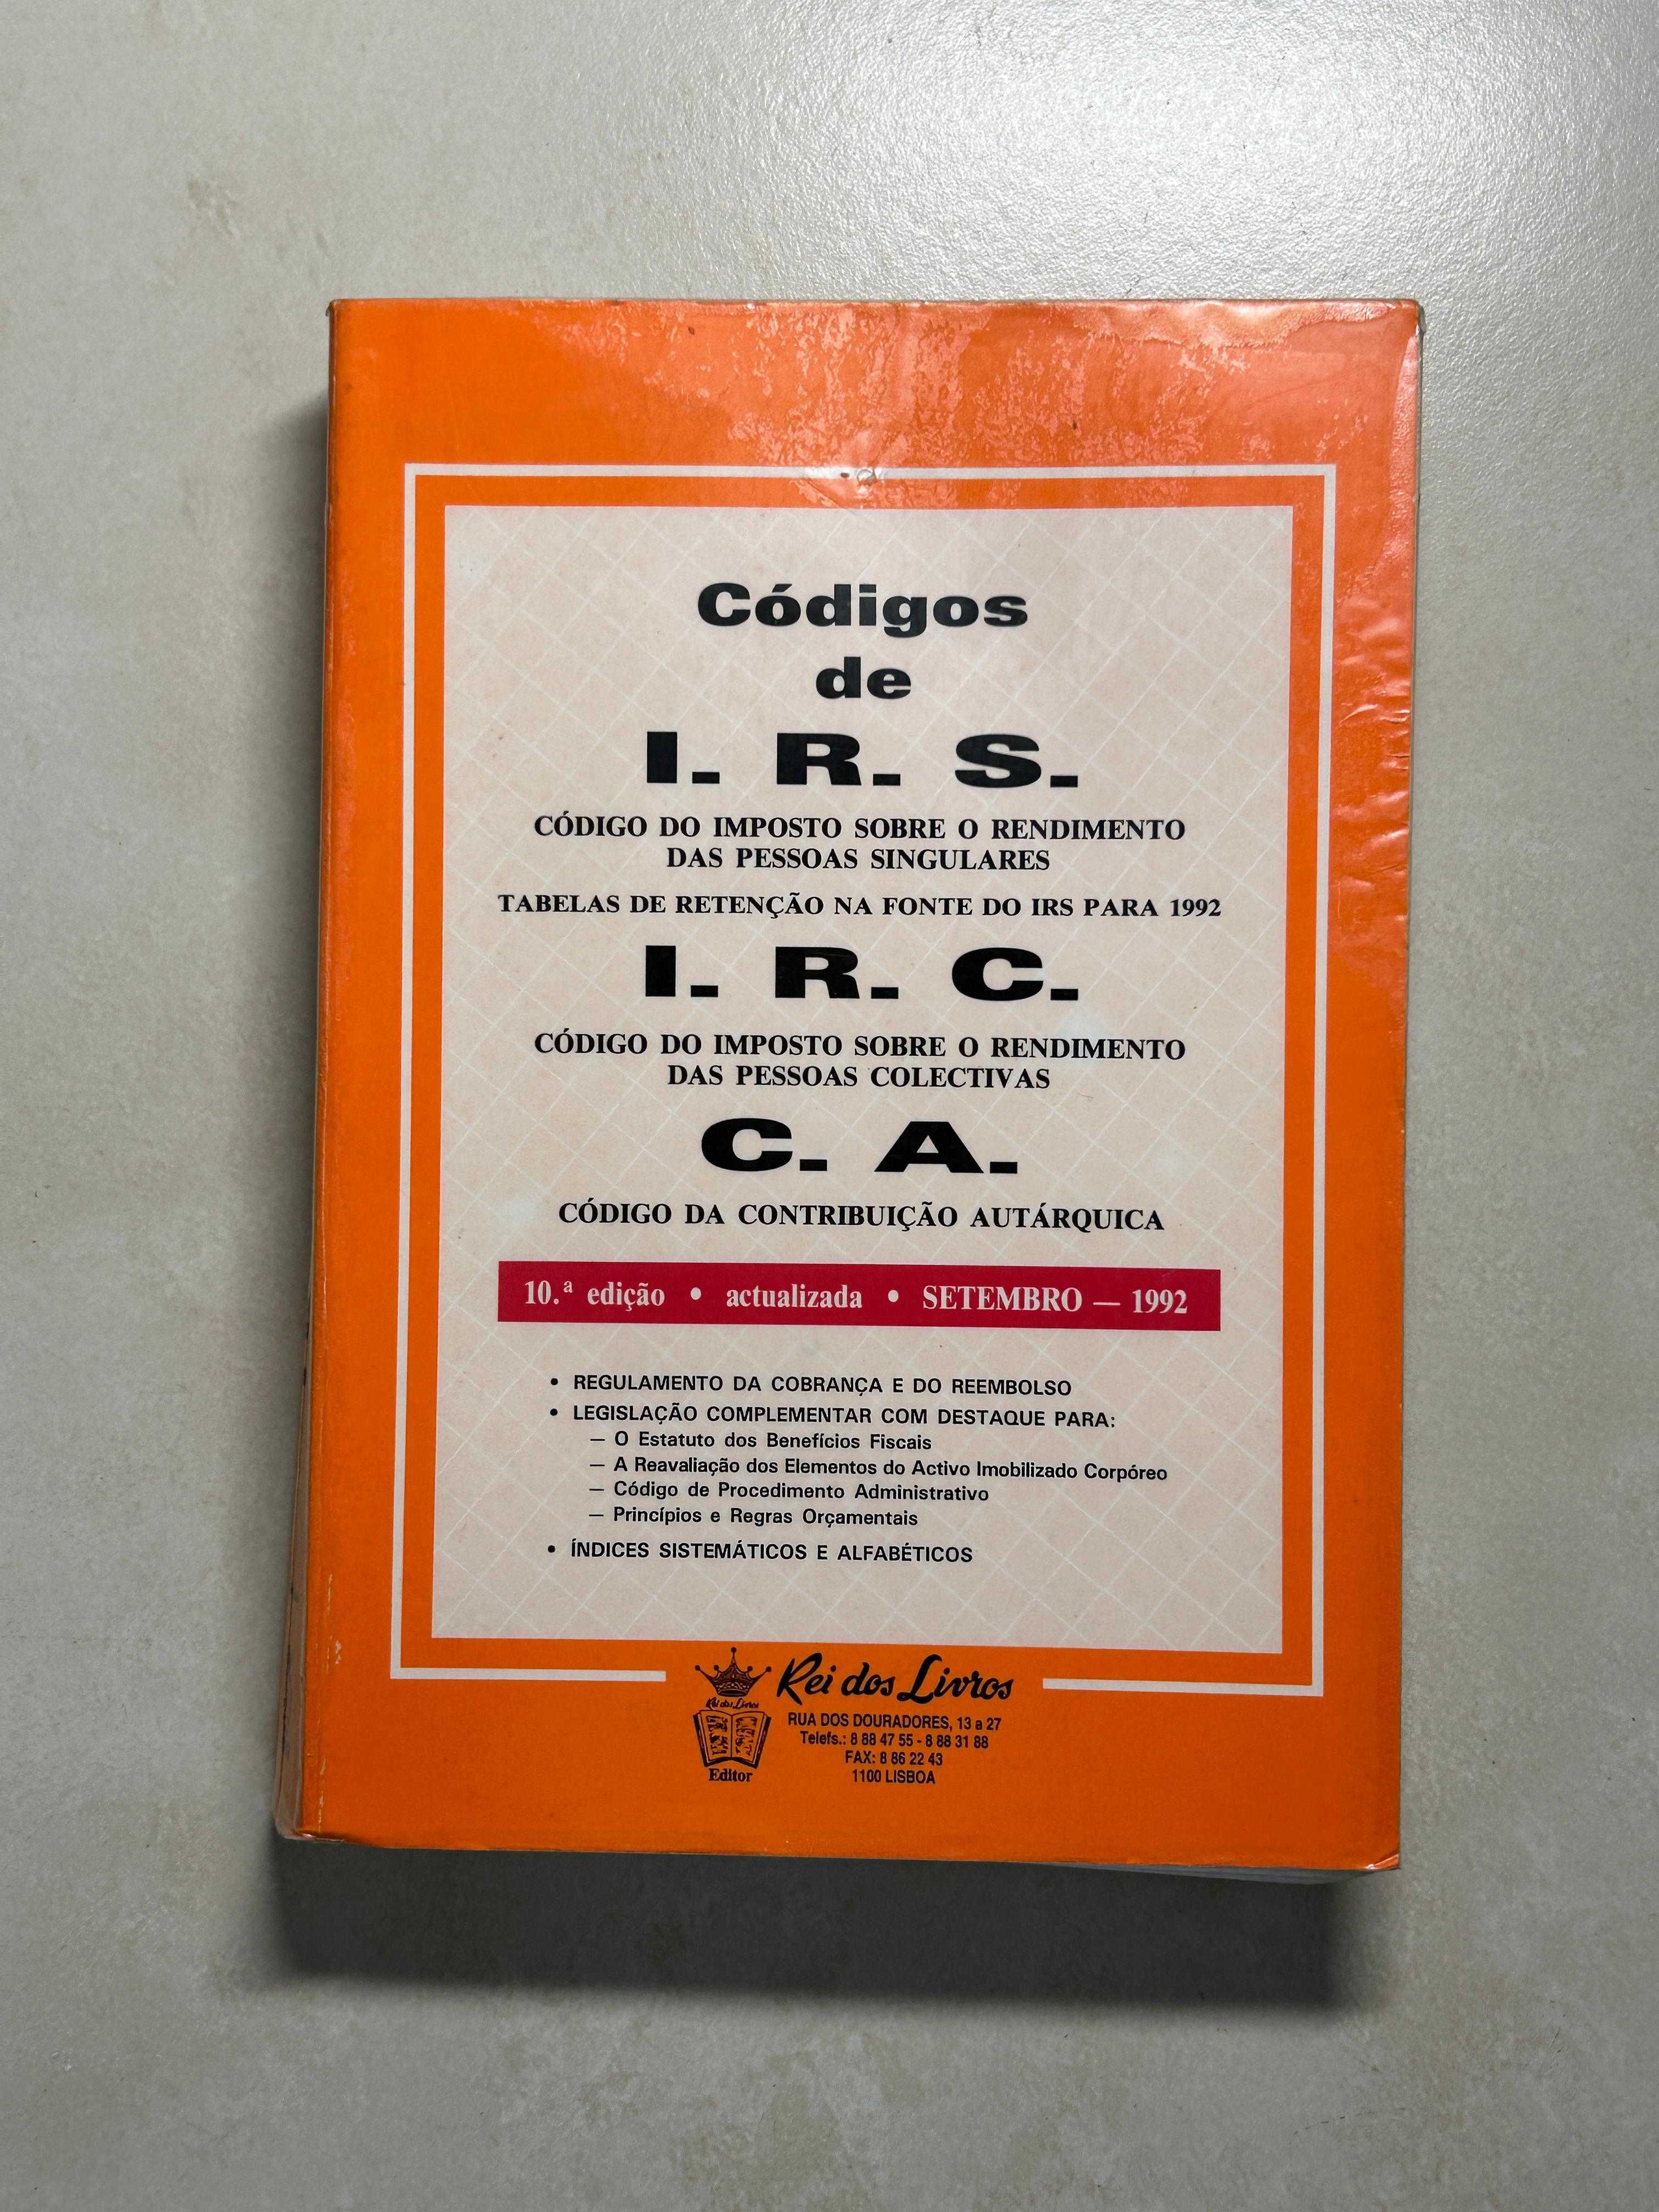 Códigos
de
I. R. S.
CÓDIGO DO IMPOSTO SOBRE O RENDIMENTO
DAS PESSOAS SINGULARES
TABELAS DE RETENÇÃO NA FONTE DO IRS PARA 1992
I. R. C.
CÓDIGO DO IMPOSTO SOBRE O RENDIMENTO
DAS PESSOAS COLECTIVAS
C. A.
CÓDIGO DA CONTRIBUIÇÃO AUTÁRQUICA
10.ª edição • actualizada • SETEMBRO — 1992
• REGULAMENTO DA COBRANÇA E DO REEMBOLSO
• LEGISLAÇÃO COMPLEMENTAR COM DESTAQUE PARA:
— O Estatuto dos Benefícios Fiscais
— A Reavaliação dos Elementos do Activo Imobilizado Corpóreo
— Código de Procedimento Administrativo
— Princípios e Regras Orçamentais
• ÍNDICES SISTEMÁTICOS E ALFABÉTICOS
Rei dos Livros
Rei dos Livros
RUA DOS DOURADORES, 13 a 27
Telefs.: 8 88 47 55 - 8 88 31 88
FAX: 8 86 22 43
Editor
1100 LISBOA